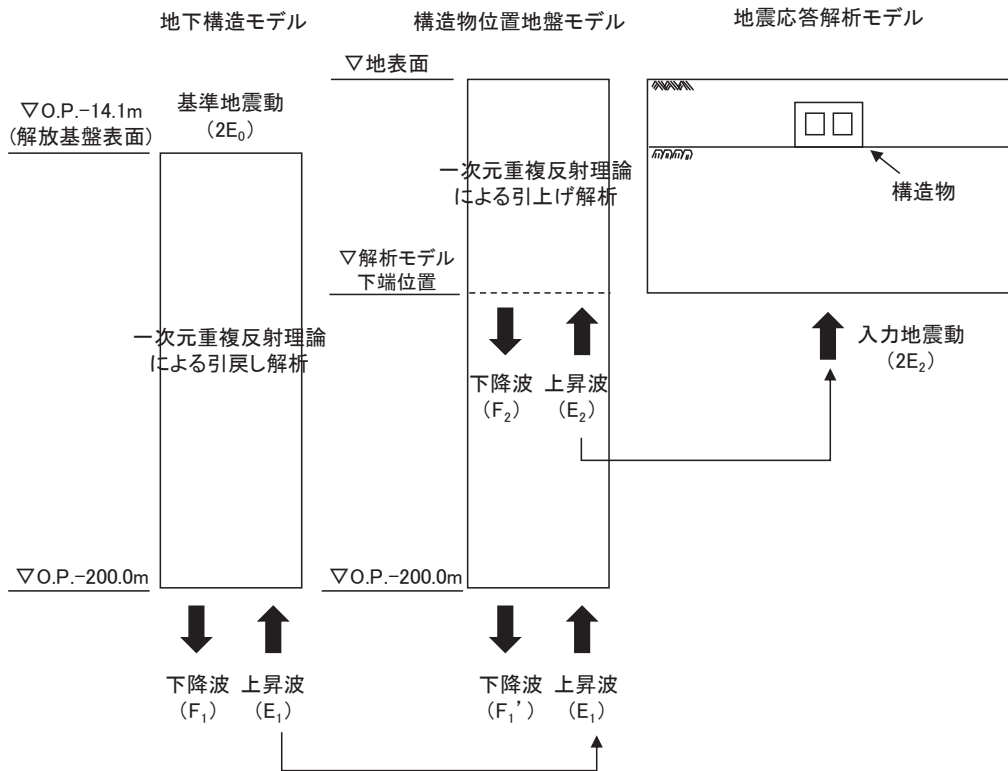 地下構造モデル
▽O.P.-14.1m
(解放基盤表面)
基準地震動
(2E₀)
一次元重複反射理論
による引戻し解析
▽O.P.-200.0m
下降波
(F₁)
上昇波
(E₁)
構造物位置地盤モデル
▽地表面
一次元重複反射理論
による引上げ解析
▽解析モデル
下端位置
下降波
(F₂)
上昇波
(E₂)
▽O.P.-200.0m
下降波
(F₁’)
上昇波
(E₁)
地震応答解析モデル
構造物
入力地震動
(2E₂)